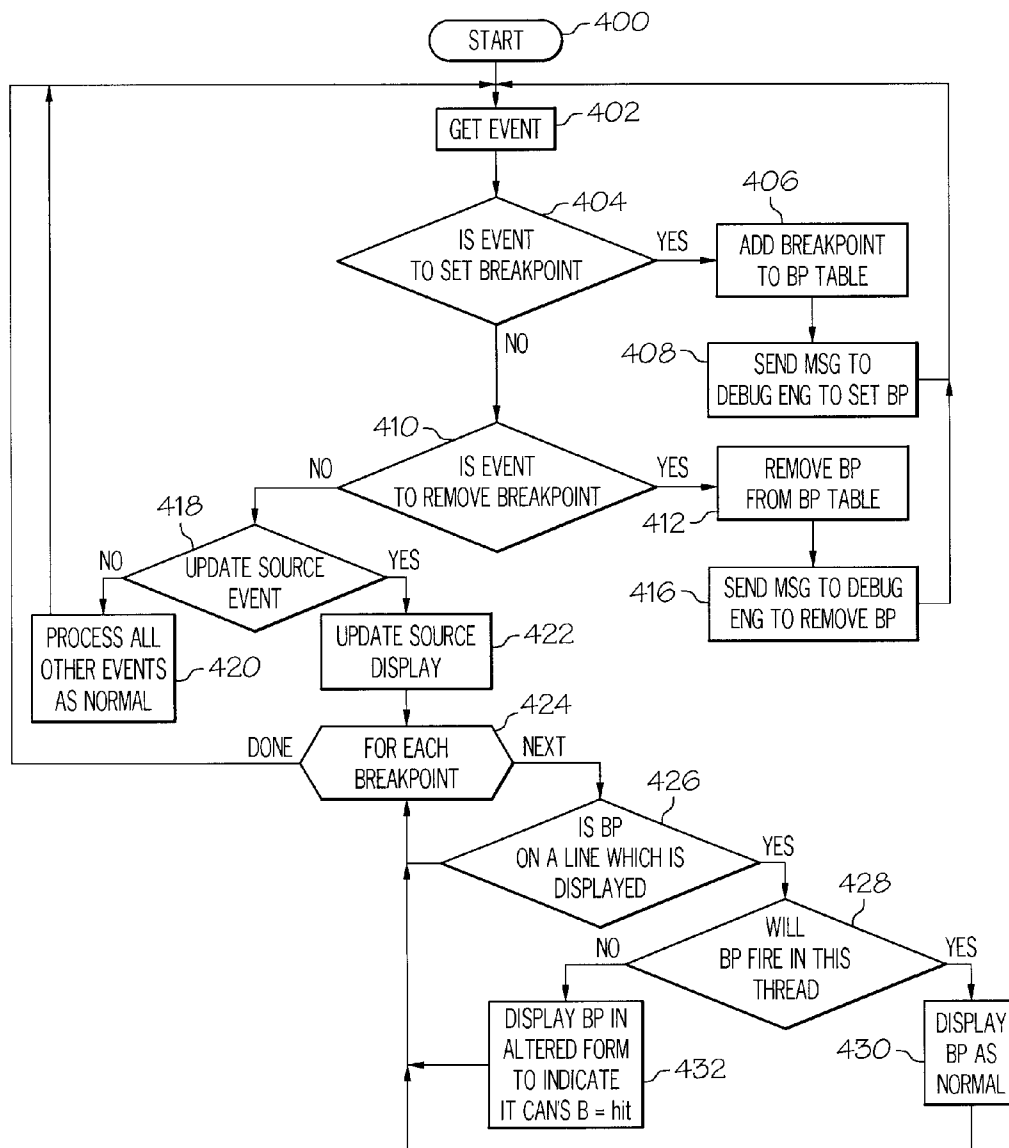 START
400
GET EVENT
402
404
IS EVENT
TO SET BREAKPOINT
YES
406
ADD BREAKPOINT
TO BP TABLE
NO
408
SEND MSG TO
DEBUG ENG TO SET BP
410
NO
IS EVENT
TO REMOVE BREAKPOINT
YES
REMOVE BP
FROM BP TABLE
412
418
NO
UPDATE SOURCE
EVENT
YES
416
SEND MSG TO DEBUG
ENG TO REMOVE BP
PROCESS ALL
OTHER EVENTS
AS NORMAL
420
UPDATE SOURCE
DISPLAY
422
424
DONE
FOR EACH
BREAKPOINT
NEXT
426
IS BP
ON A LINE WHICH IS
DISPLAYED
YES
428
NO
WILL
BP FIRE IN THIS
THREAD
YES
DISPLAY BP IN
ALTERED FORM
TO INDICATE
IT CAN'S B = hit
432
430
DISPLAY
BP AS
NORMAL